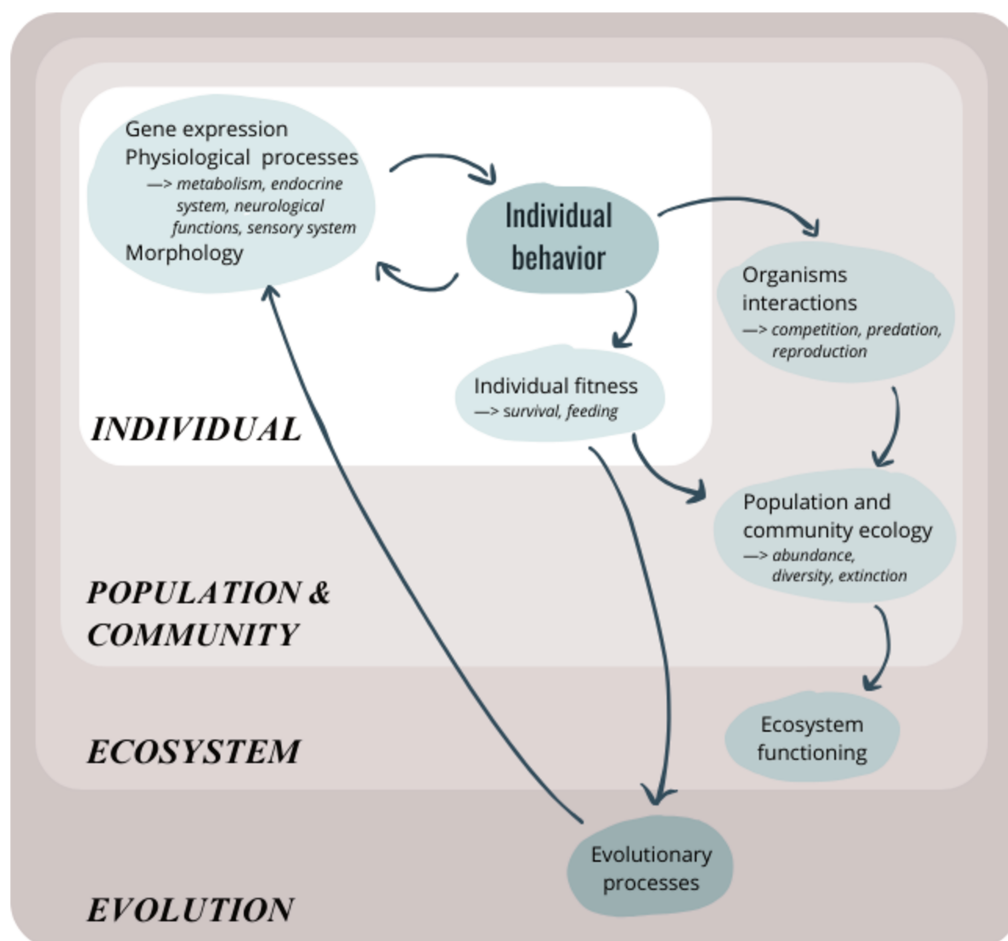 Gene expression
Physiological processes
—> metabolism, endocrine
system, neurological
functions, sensory system
Morphology
Individual
behavior
Organisms
interactions
—> competition, predation,
reproduction
Individual fitness
—> survival, feeding
INDIVIDUAL
Population and
community ecology
—> abundance,
diversity, extinction
POPULATION &
COMMUNITY
Ecosystem
functioning
ECOSYSTEM
Evolutionary
processes
EVOLUTION